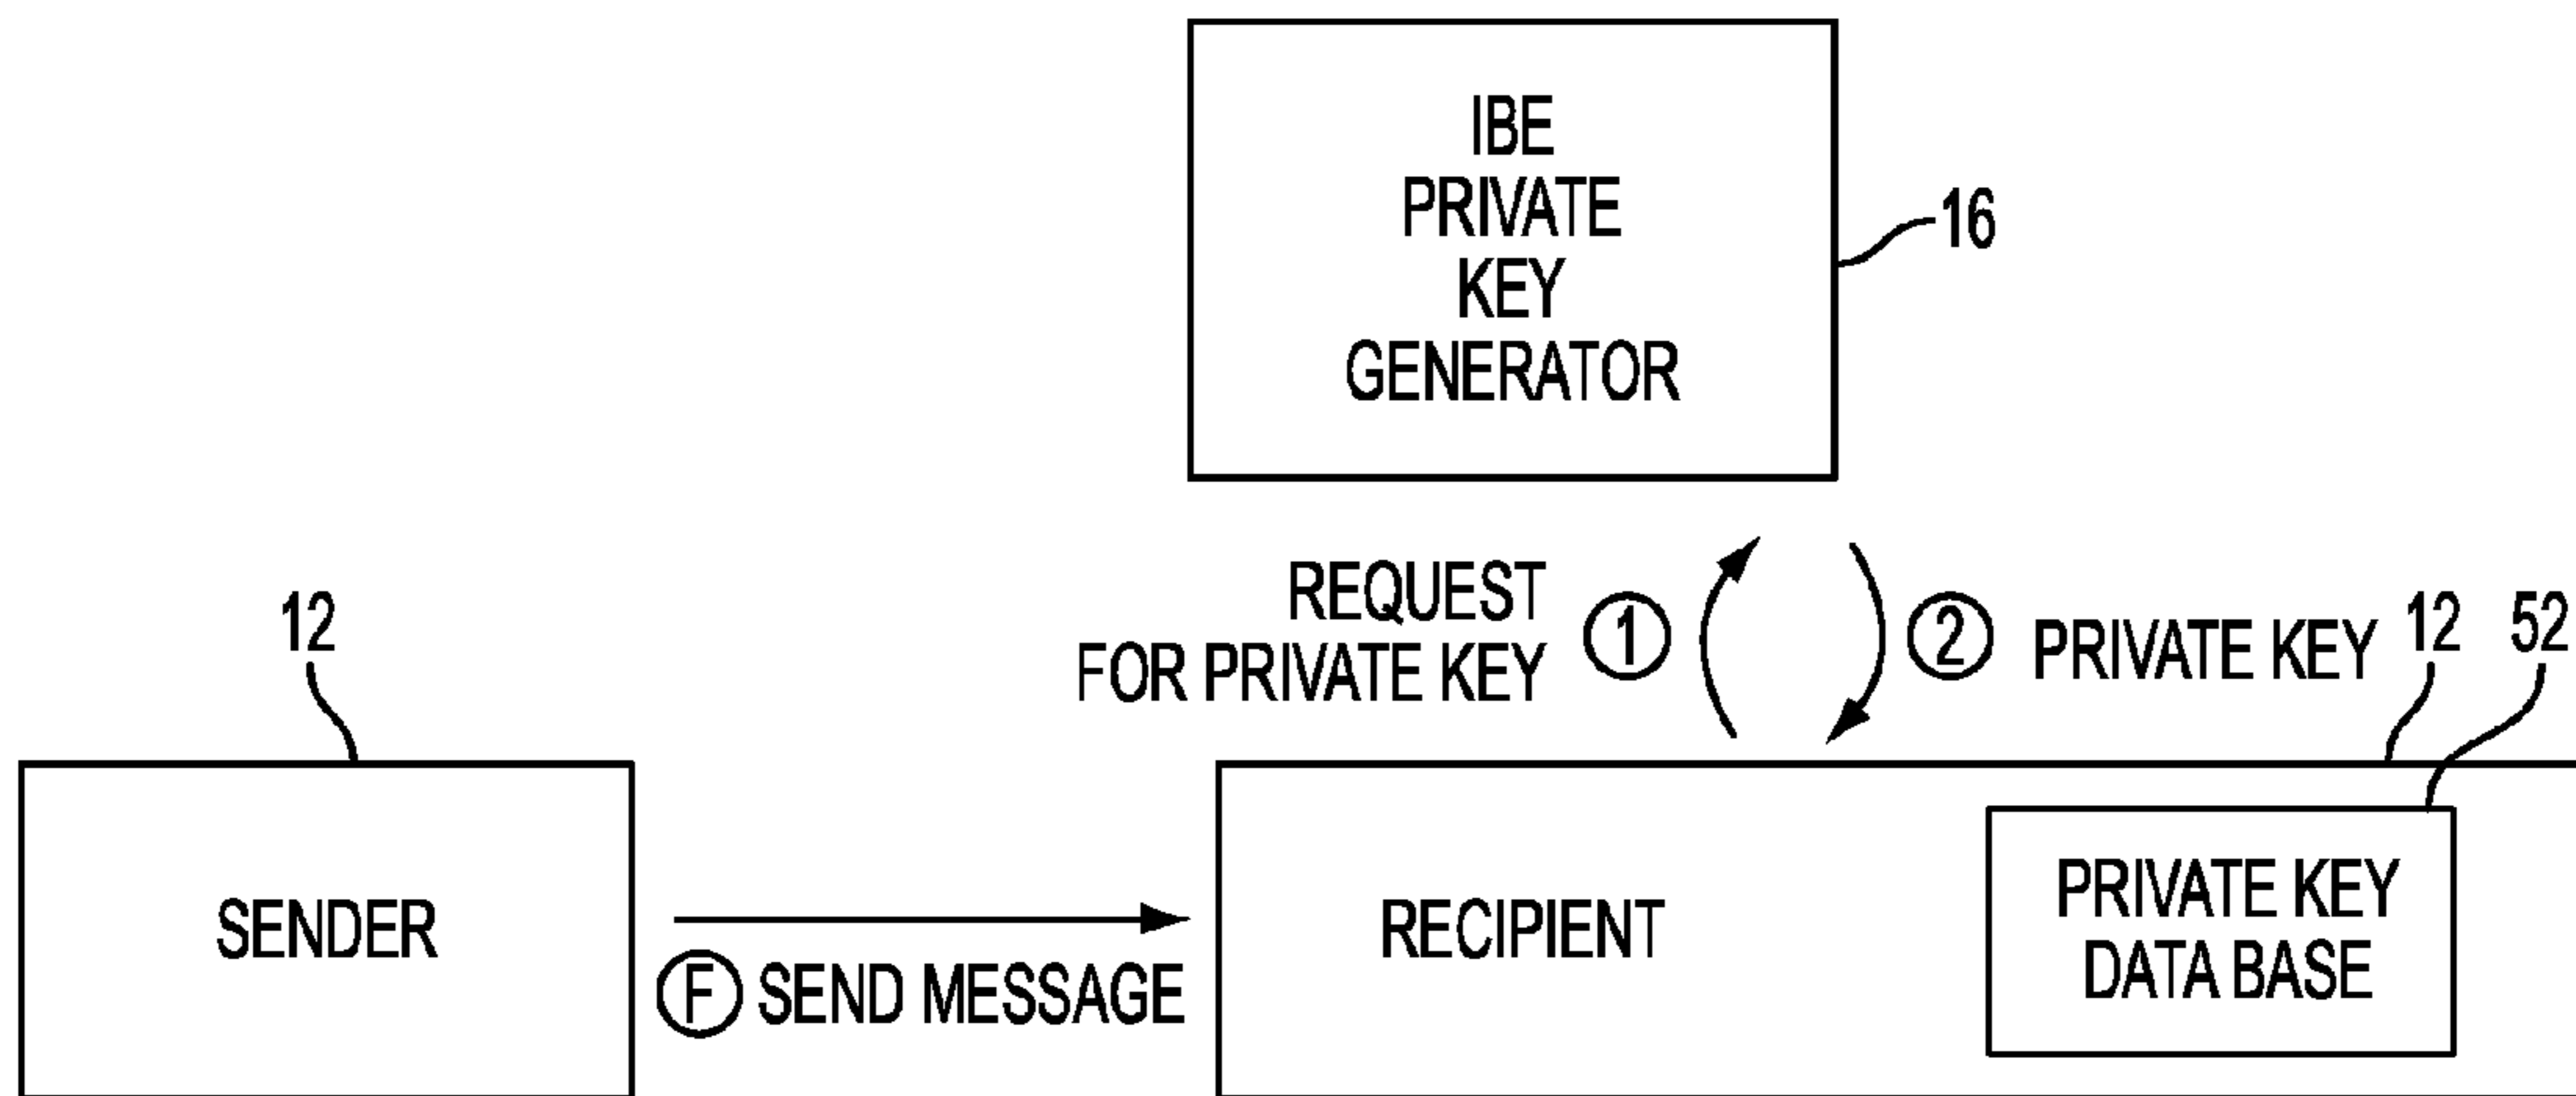 IBE
PRIVATE
KEY
GENERATOR
16
REQUEST
FOR PRIVATE KEY
1
2
PRIVATE KEY
12
52
12
SENDER
F SEND MESSAGE
RECIPIENT
PRIVATE KEY
DATA BASE